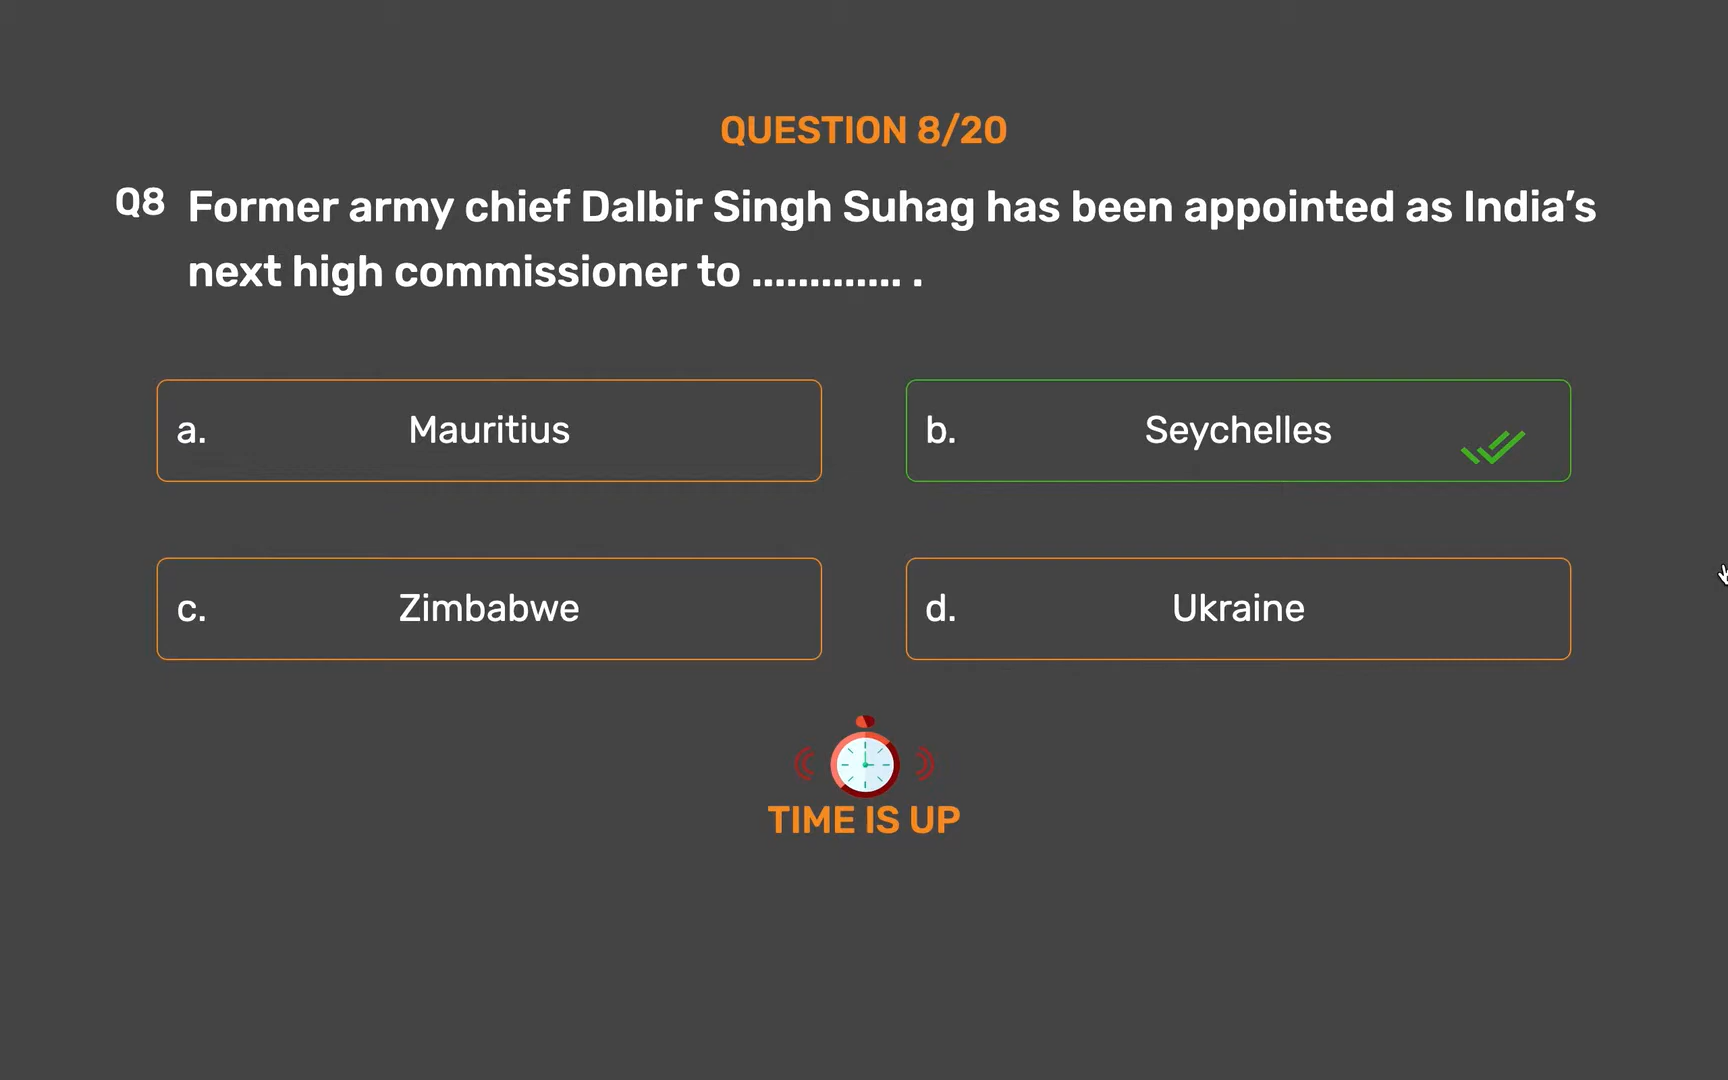 QUESTION 8/20
Q8 Former army chief Dalbir Singh Suhag has been appointed as India’s
next high commissioner to ............. .
a. Mauritius
b. Seychelles
c. Zimbabwe
d. Ukraine
TIME IS UP